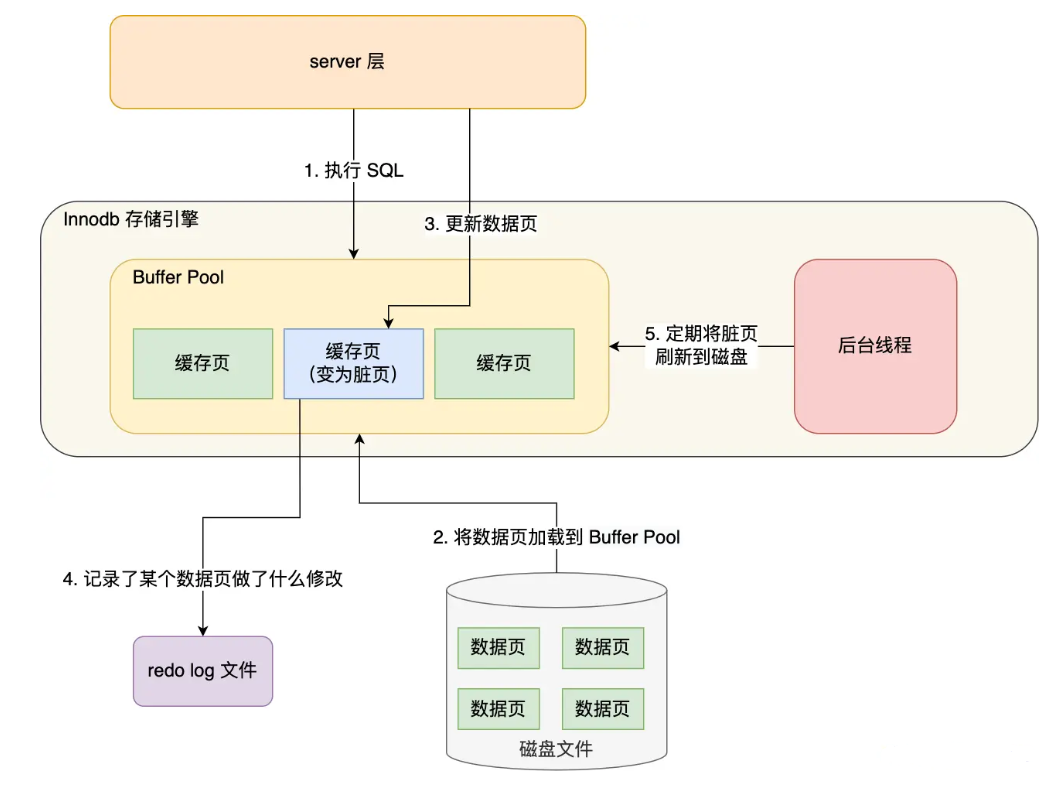 server 层
1. 执行 SQL
Innodb 存储引擎
3. 更新数据页
Buffer Pool
缓存页
缓存页
(变为脏页)
缓存页
5. 定期将脏页
刷新到磁盘
后台线程
2. 将数据页加载到 Buffer Pool
4. 记录了某个数据页做了什么修改
redo log 文件
数据页
数据页
数据页
数据页
磁盘文件